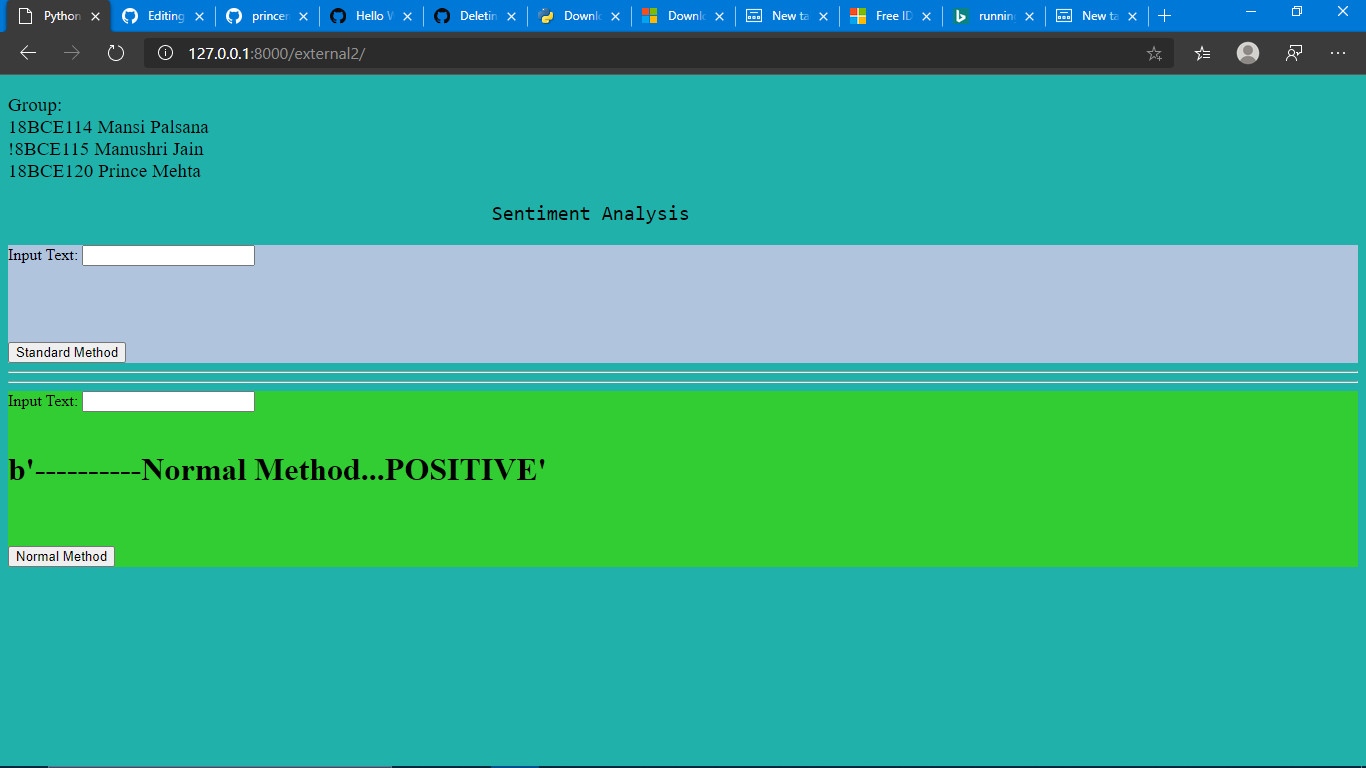 Python Editing prince Hello W Deletin Downlo Downlo New ta Free ID running New ta
127.0.0.1:8000/external2/
Group:
18BCE114 Mansi Palsana
!8BCE115 Manushri Jain
18BCE120 Prince Mehta
Sentiment Analysis
Input Text:
Standard Method
Input Text:
b'----------Normal Method...POSITIVE'
Normal Method